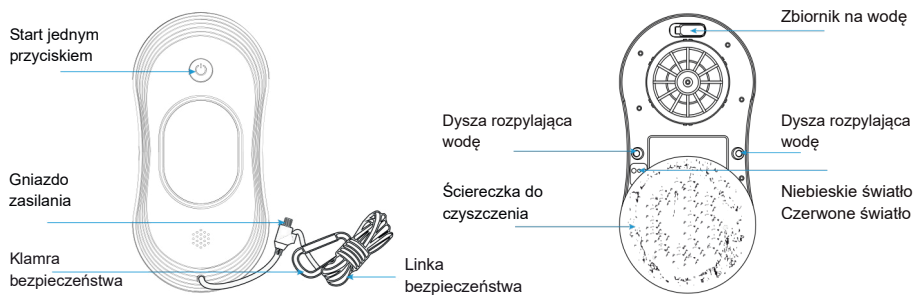 Start jednym
przyciskiem
Gniazdo
zasilania
Klamra
bezpieczeństwa
Linka
bezpieczeństwa
Zbiornik na wodę
Dysza rozpylająca
wodę
Dysza rozpylająca
wodę
Ściereczka do
czyszczenia
Niebieskie światło
Czerwone światło